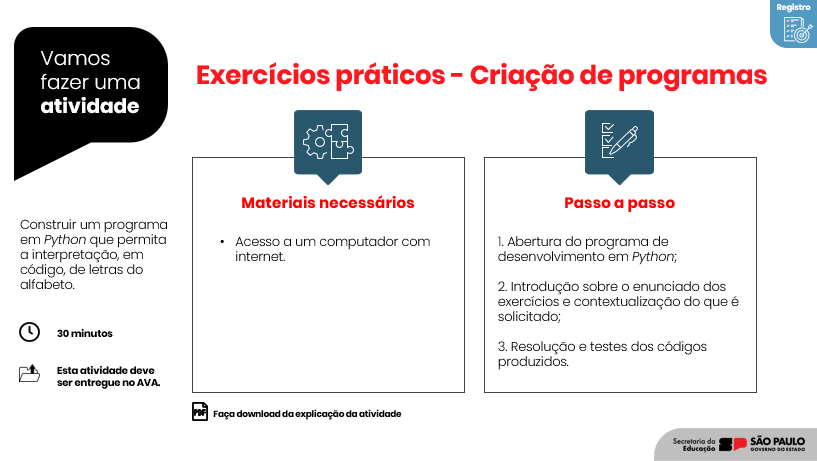 Registro
Vamos
fazer uma
atividade
Exercícios práticos - Criação de programas
Construir um programa
em Python que permita
a interpretação, em
código, de letras do
alfabeto.
30 minutos
Esta atividade deve
ser entregue no AVA.
Materiais necessários
• Acesso a um computador com
internet.
Passo a passo
1. Abertura do programa de
desenvolvimento em Python;
2. Introdução sobre o enunciado dos
exercícios e contextualização do que é
solicitado;
3. Resolução e testes dos códigos
produzidos.
PDF Faça download da explicação da atividade
Secretaria da
Educação
SÃO PAULO
GOVERNO DO ESTADO